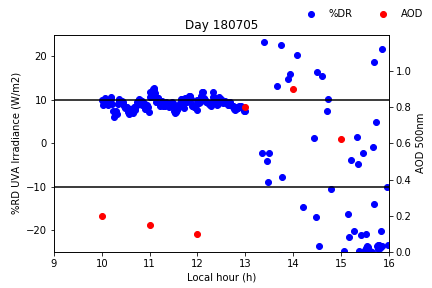 %DR AOD
Day 180705
%RD UVA Irradiance (W/m2)
20
10
0
−10
−20
1.0
0.8
0.6
0.4
0.2
0.0
AOD 500nm
9 10 11 12 13 14 15 16
Local hour (h)